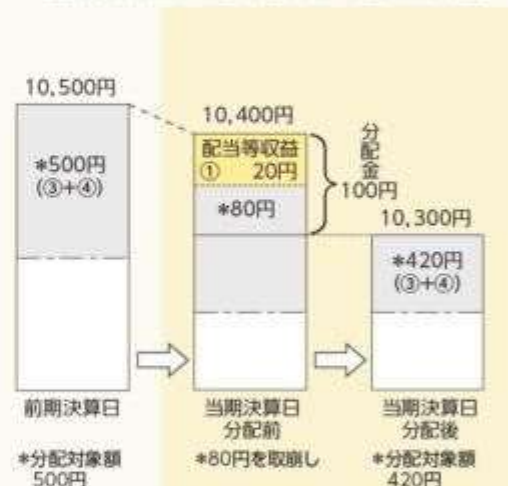 10,500円
*500円
(③+④)
10,400円
配当等収益
① 20円
*80円
分配金
100円
10,300円
*420円
(③+④)
前期決算日
当期決算日
分配前
当期決算日
分配後
*分配対象額
500円
*80円を取崩し
*分配対象額
420円